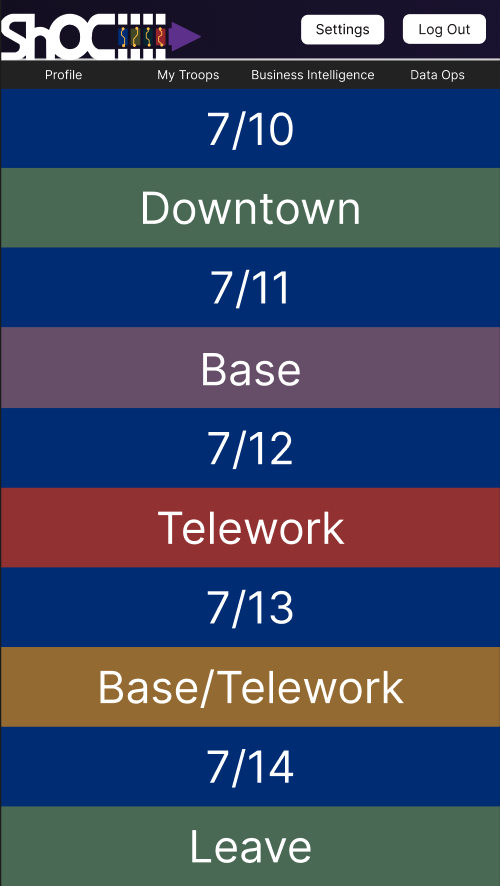 ShOC
Settings
Log Out
Profile
My Troops
Business Intelligence
Data Ops
7/10
Downtown
7/11
Base
7/12
Telework
7/13
Base/Telework
7/14
Leave